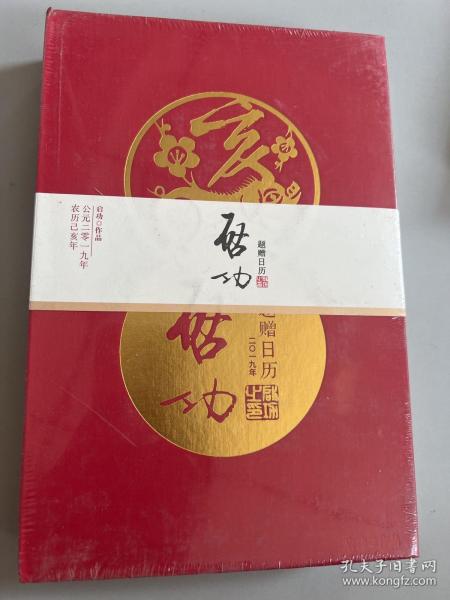 亥
启功◎作品
公元二零一九年
农历己亥年
啟功
题赠日历
啟功
题赠日历
二〇一九年
孔夫子旧书网
www.kongfz.com